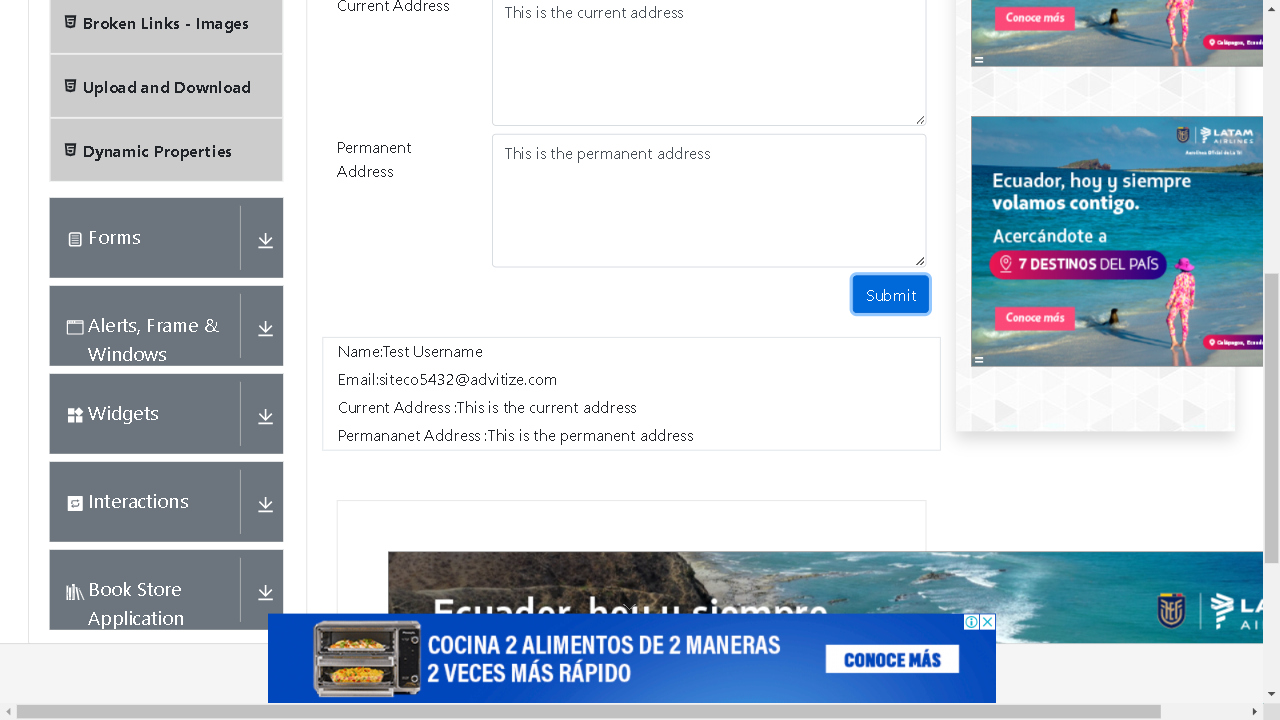 Broken Links - Images
Upload and Download
Dynamic Properties
Forms
Alerts, Frame &
Windows
Widgets
Interactions
Book Store
Application
Current Address
This is the current address
Permanent
Address
This is the permanent address
Submit
Name:Test Username
Email:siteco5432@advitize.com
Current Address :This is the current address
Permananet Address :This is the permanent address
Conoce más
LATAM
AIRLINES
Ecuador, hoy y siempre
volamos contigo.
Acercándote a
7 DESTINOS DEL PAÍS
Conoce más
Ecuador, hoy y siempre
COCINA 2 ALIMENTOS DE 2 MANERAS
2 VECES MÁS RÁPIDO
CONOCE MÁS